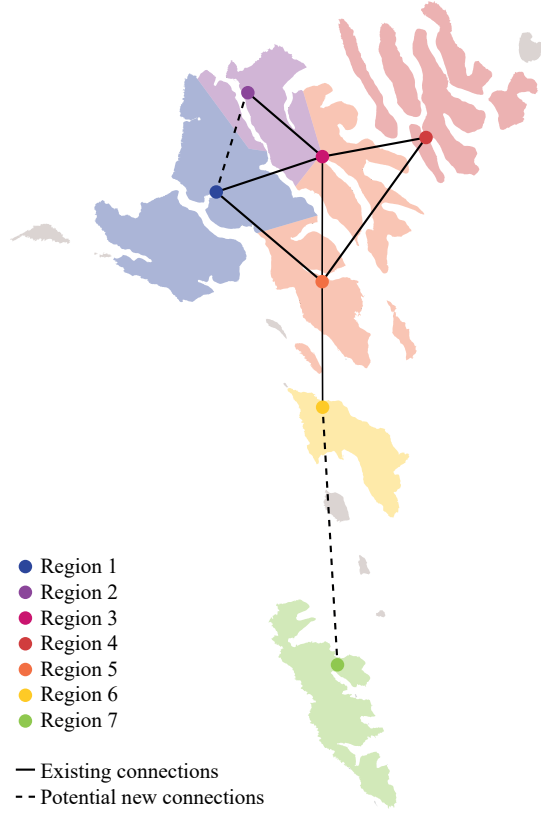 Region 1
Region 2
Region 3
Region 4
Region 5
Region 6
Region 7
Existing connections
Potential new connections